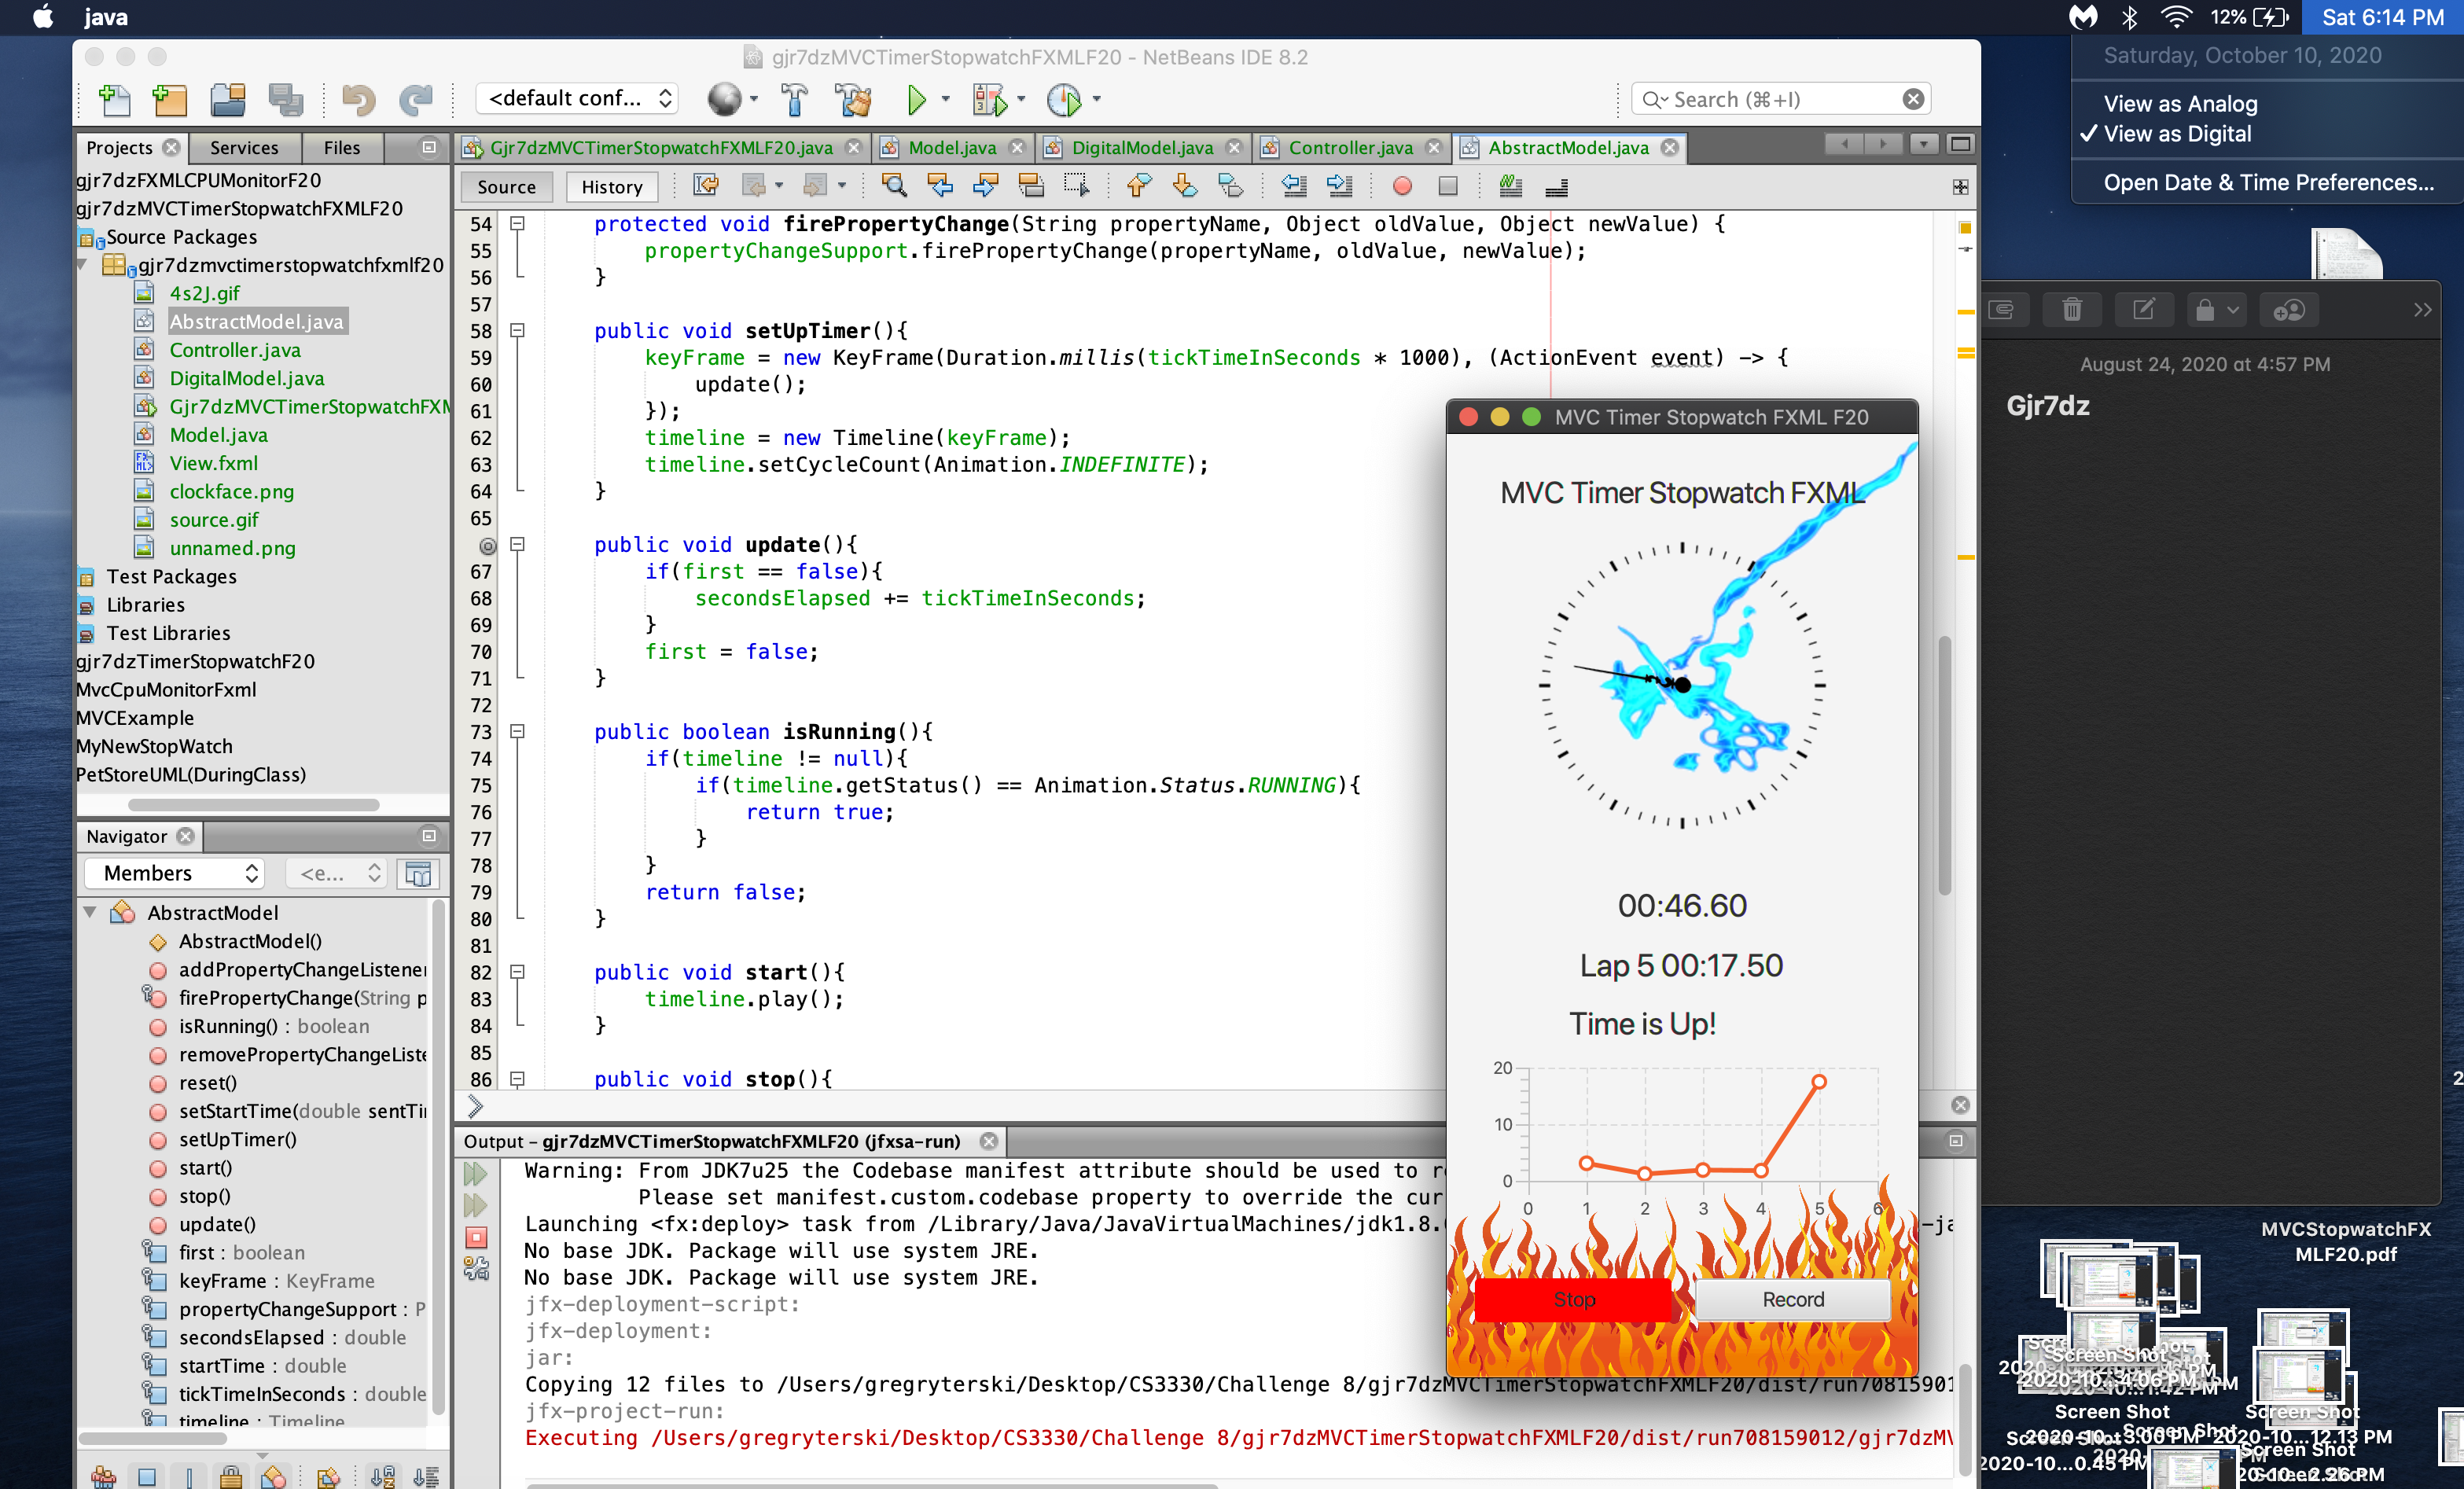 java
12%
Sat 6:14 PM
Saturday, October 10, 2020
View as Analog
✓ View as Digital
Open Date & Time Preferences...
gjr7dzMVCTimerStopwatchFXMLF20 - NetBeans IDE 8.2
<default conf...
Search (⌘+I)
Projects
Services
Files
Gjr7dzMVCTimerStopwatchFXMLF20.java
Model.java
DigitalModel.java
Controller.java
AbstractModel.java
Source
History
gjr7dzFXMLCPUMonitorF20
gjr7dzMVCTimerStopwatchFXMLF20
Source Packages
gjr7dzmvctimerstopwatchfxmlf20
4s2J.gif
AbstractModel.java
Controller.java
DigitalModel.java
Gjr7dzMVCTimerStopwatchFXM
Model.java
View.fxml
clockface.png
source.gif
unnamed.png
Test Packages
Libraries
Test Libraries
gjr7dzTimerStopwatchF20
MvcCpuMonitorFxml
MVCExample
MyNewStopWatch
PetStoreUML(DuringClass)
54 protected void firePropertyChange(String propertyName, Object oldValue, Object newValue) {
55 propertyChangeSupport.firePropertyChange(propertyName, oldValue, newValue);
56 }
57
58 public void setUpTimer(){
59 keyFrame = new KeyFrame(Duration.millis(tickTimeInSeconds * 1000), (ActionEvent event) -> {
60 update();
61 });
62 timeline = new Timeline(keyFrame);
63 timeline.setCycleCount(Animation.INDEFINITE);
64 }
65
public void update(){
67 if(first == false){
68 secondsElapsed += tickTimeInSeconds;
69 }
70 first = false;
71 }
72
73 public boolean isRunning(){
74 if(timeline != null){
75 if(timeline.getStatus() == Animation.Status.RUNNING){
76 return true;
77 }
78 }
79 return false;
80 }
81
82 public void start(){
83 timeline.play();
84 }
85
86 public void stop(){
Navigator
Members
<e...
AbstractModel
AbstractModel()
addPropertyChangeListener
firePropertyChange(String p
isRunning() : boolean
removePropertyChangeListe
reset()
setStartTime(double sentTi
setUpTimer()
start()
stop()
update()
first : boolean
keyFrame : KeyFrame
propertyChangeSupport : P
secondsElapsed : double
startTime : double
tickTimeInSeconds : double
timeline : Timeline
Output - gjr7dzMVCTimerStopwatchFXMLF20 (jfxsa-run)
Warning: From JDK7u25 the Codebase manifest attribute should be used to r
Please set manifest.custom.codebase property to override the cur
Launching <fx:deploy> task from /Library/Java/JavaVirtualMachines/jdk1.8.
-ja
No base JDK. Package will use system JRE.
No base JDK. Package will use system JRE.
jfx-deployment-script:
jfx-deployment:
jar:
Copying 12 files to /Users/gregryterski/Desktop/CS3330/Challenge 8/gjr7dzMVCTimerStopwatchFXMLF20/dist/run70815901
jfx-project-run:
Executing /Users/gregryterski/Desktop/CS3330/Challenge 8/gjr7dzMVCTimerStopwatchFXMLF20/dist/run708159012/gjr7dzMV
MVC Timer Stopwatch FXML F20
MVC Timer Stopwatch FXML
00:46.60
Lap 5 00:17.50
Time is Up!
20
10
0
0 1 2 3 4 5 6
Stop
Record
August 24, 2020 at 4:57 PM
Gjr7dz
MVCStopwatchFX
MLF20.pdf
Screen Shot
2020-10...4:06 PM
Screen Shot
Screen Shot
2020-10...12.13 PM
Screen Shot
2020-10...0.45 PM
2020-10...2.26 PM